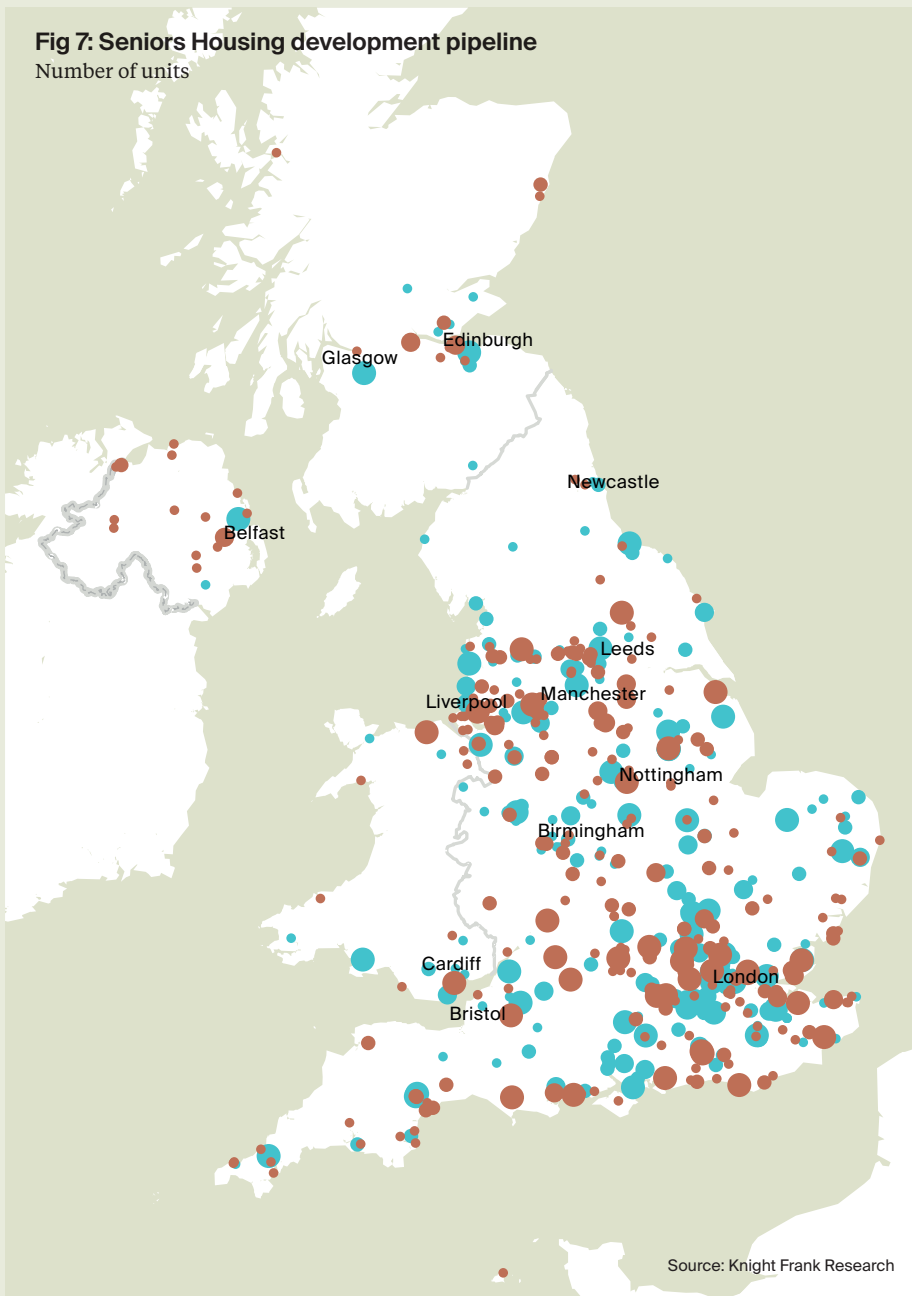 Fig 7: Seniors Housing development pipeline
Number of units
Edinburgh
Glasgow
Newcastle
Belfast
Leeds
Manchester
Liverpool
Nottingham
Birmingham
Cardiff
London
Bristol
Source: Knight Frank Research